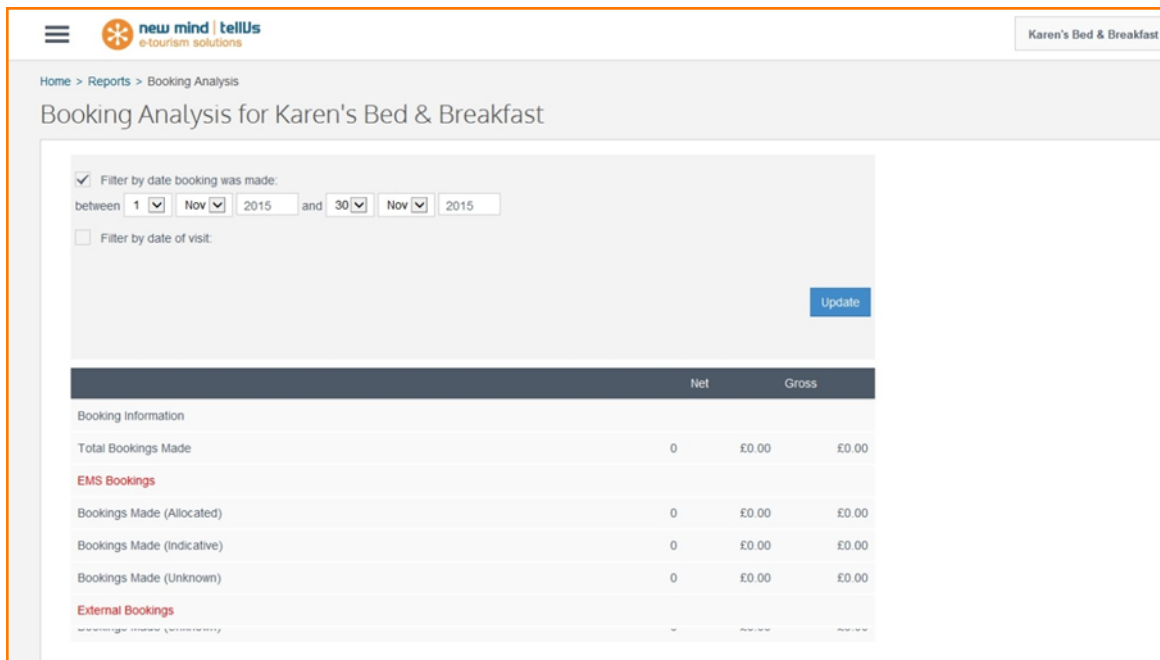 new mind | tellUs
e-tourism solutions
Karen's Bed & Breakfast
Home > Reports > Booking Analysis
Booking Analysis for Karen's Bed & Breakfast
Filter by date booking was made:
between 1 Nov 2015 and 30 Nov 2015
Filter by date of visit:
Update
Net Gross
Booking Information
Total Bookings Made 0 £0.00 £0.00
EMS Bookings
Bookings Made (Allocated) 0 £0.00 £0.00
Bookings Made (Indicative) 0 £0.00 £0.00
Bookings Made (Unknown) 0 £0.00 £0.00
External Bookings